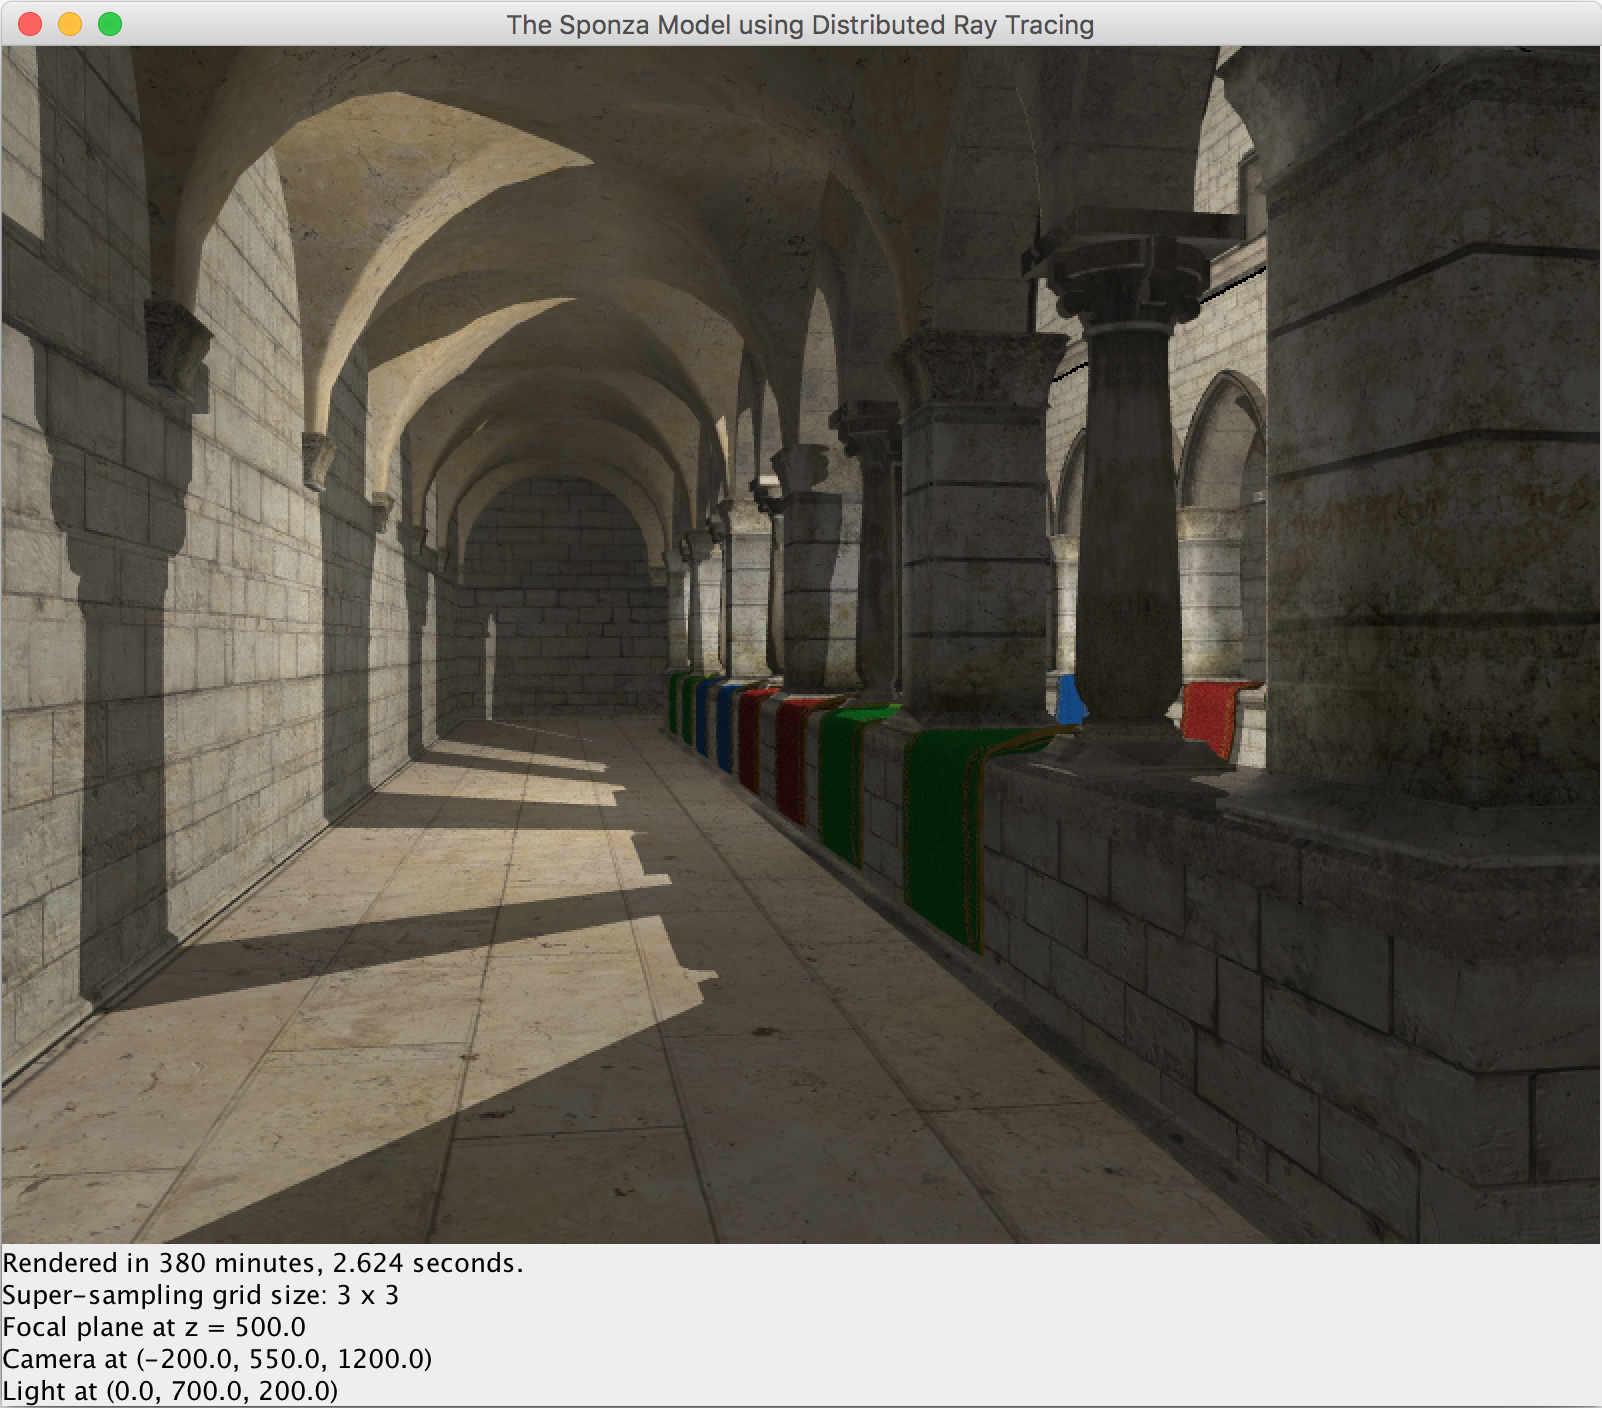 The Sponza Model using Distributed Ray Tracing
Rendered in 380 minutes, 2.624 seconds.
Super-sampling grid size: 3 x 3
Focal plane at z = 500.0
Camera at (-200.0, 550.0, 1200.0)
Light at (0.0, 700.0, 200.0)